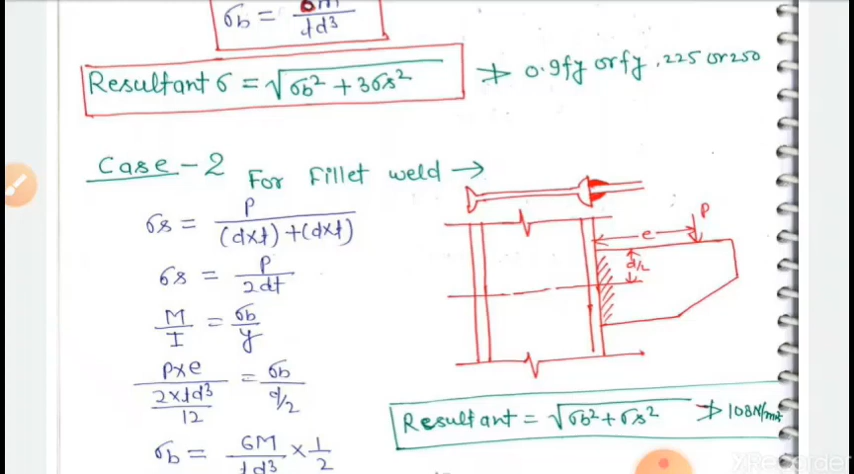 σb = 6M / td³
Resultant σ = √σb² + 3σs² ≯ 0.9fy or fy , 225 or 250
Case - 2 For Fillet weld →
σs = P / (d×t)+(d×t)
σs = P / 2dt
M / I = σb / y
P×e / 2×td³ / 12 = σb / d/2
σb = 6M / td³ × 1/2
P
e
d/2
Resultant = √σb² + σs² ≯ 108N/mm²
XRecorder